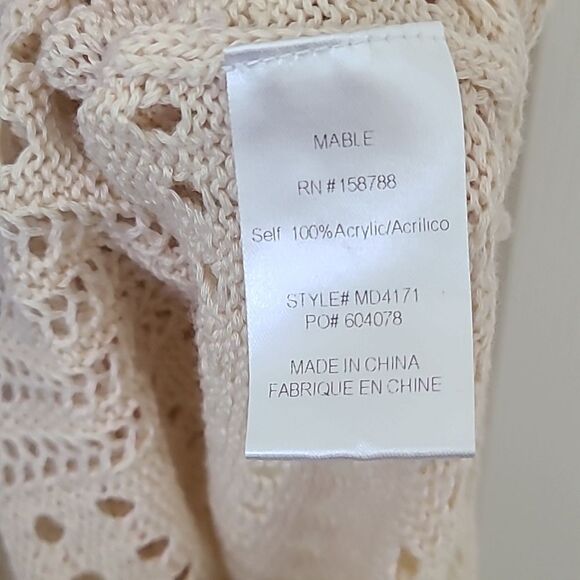 MABLE
RN #158788
Self 100%Acrylic/Acrilico
STYLE# MD4171
PO# 604078
MADE IN CHINA
FABRIQUE EN CHINE